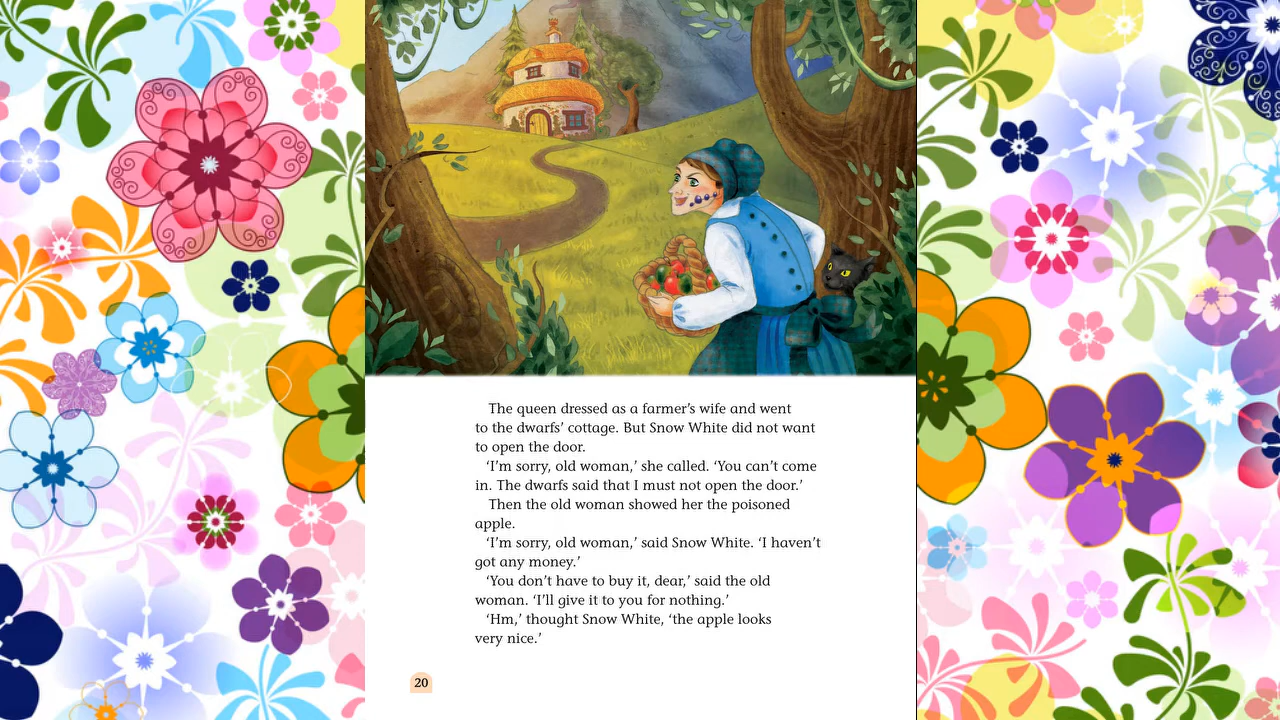 The queen dressed as a farmer’s wife and went
to the dwarfs’ cottage. But Snow White did not want
to open the door.
‘I’m sorry, old woman,’ she called. ‘You can’t come
in. The dwarfs said that I must not open the door.’
Then the old woman showed her the poisoned
apple.
‘I’m sorry, old woman,’ said Snow White. ‘I haven’t
got any money.’
‘You don’t have to buy it, dear,’ said the old
woman. ‘I’ll give it to you for nothing.’
‘Hm,’ thought Snow White, ‘the apple looks
very nice.’
20